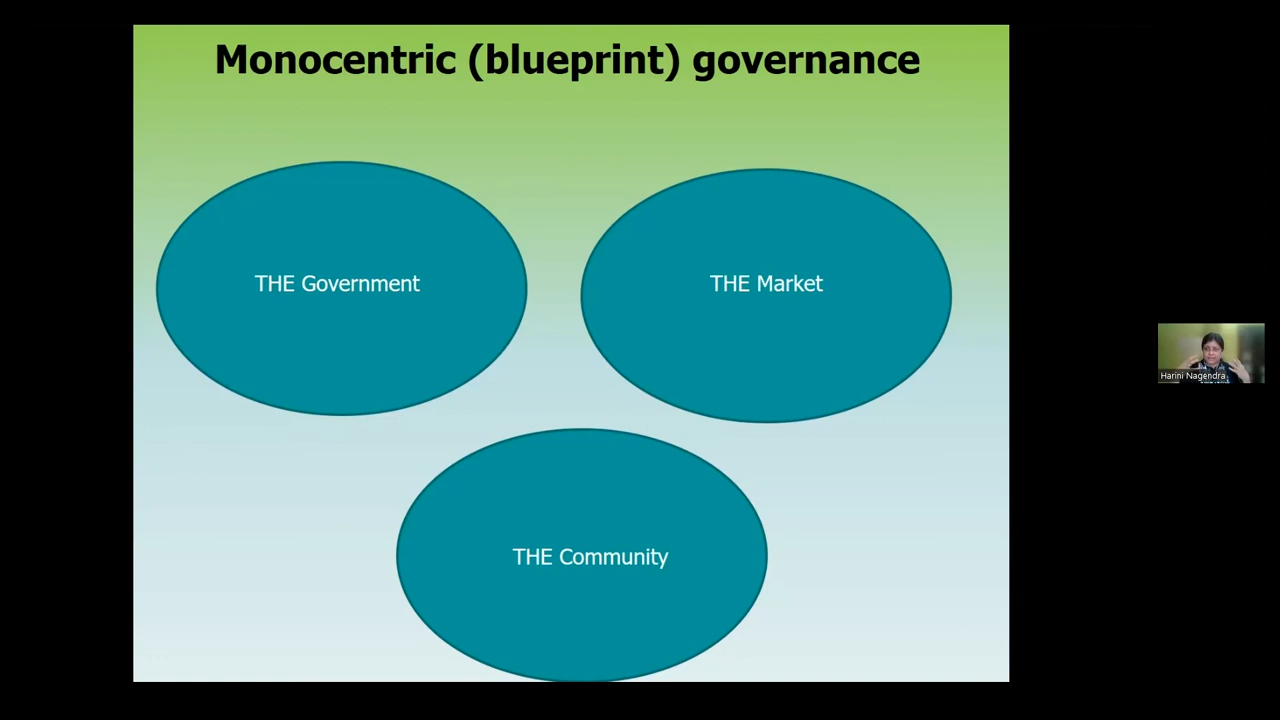 Monocentric (blueprint) governance
THE Government
THE Market
THE Community
Harini Nagendra